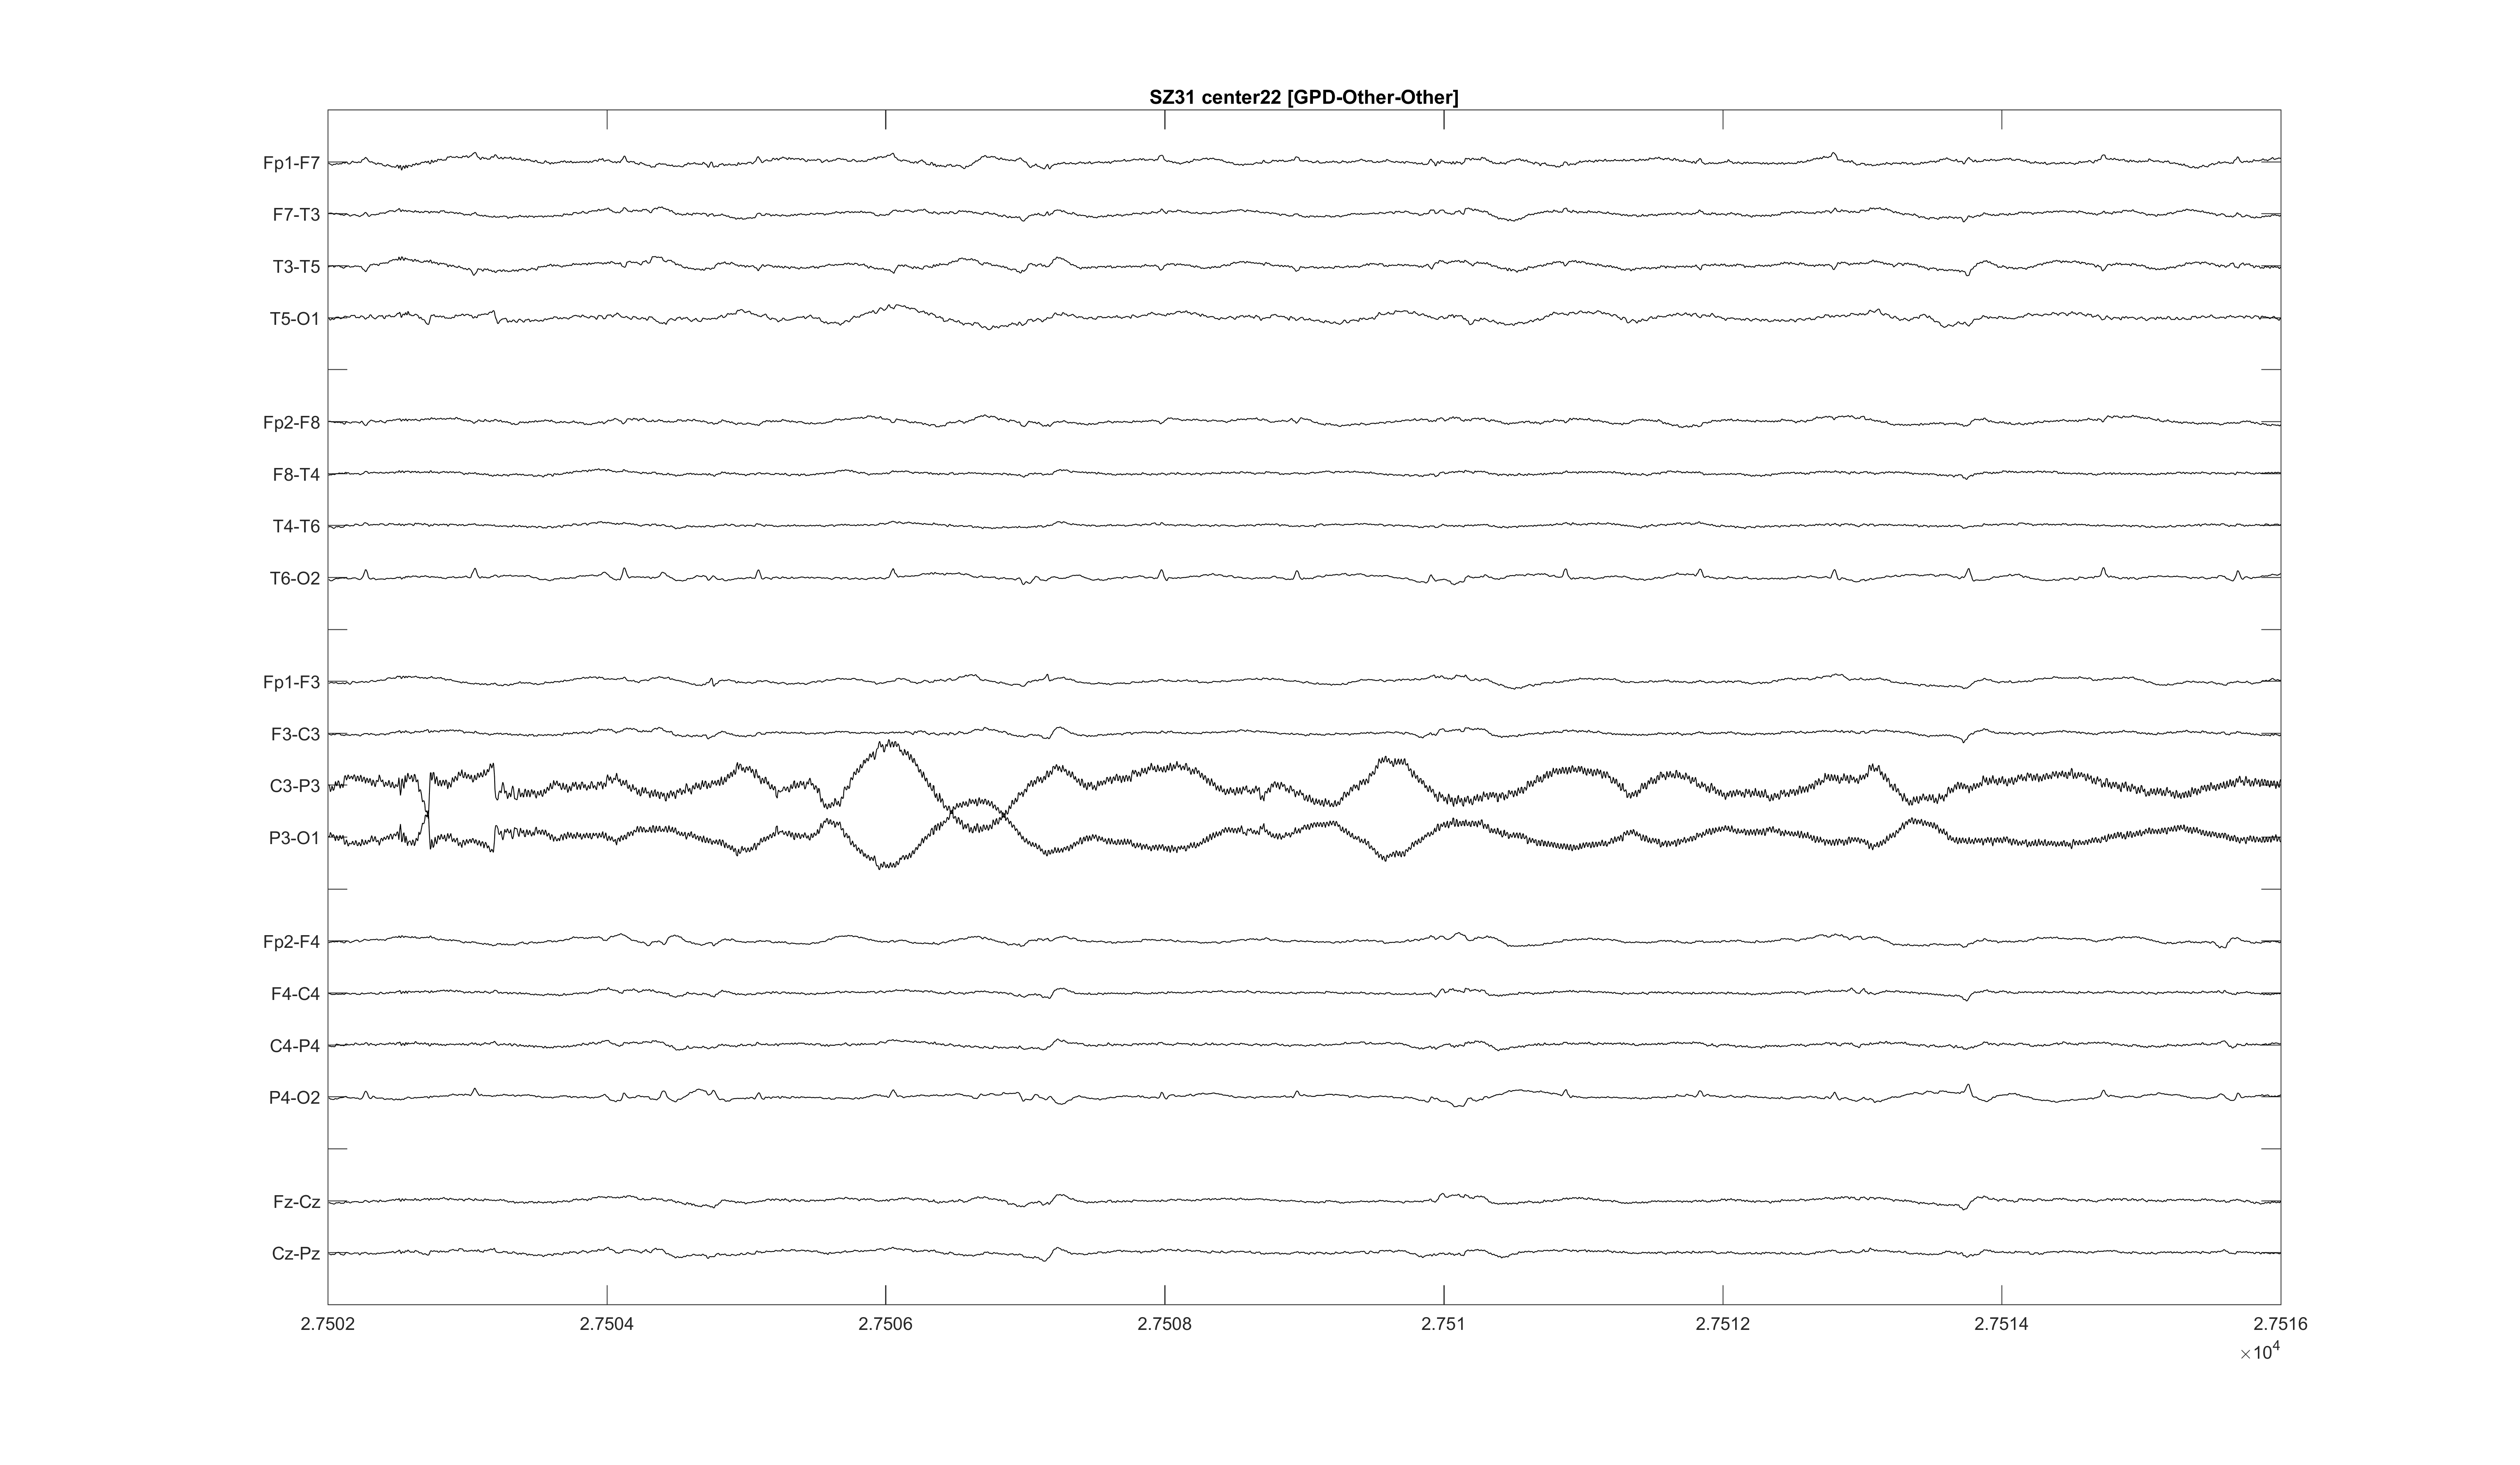 SZ31 center22 [GPD-Other-Other]
Fp1-F7
F7-T3
T3-T5
T5-O1
Fp2-F8
F8-T4
T4-T6
T6-O2
Fp1-F3
F3-C3
C3-P3
P3-O1
Fp2-F4
F4-C4
C4-P4
P4-O2
Fz-Cz
Cz-Pz
2.7502 2.7504 2.7506 2.7508 2.751 2.7512 2.7514 2.7516
×10⁴